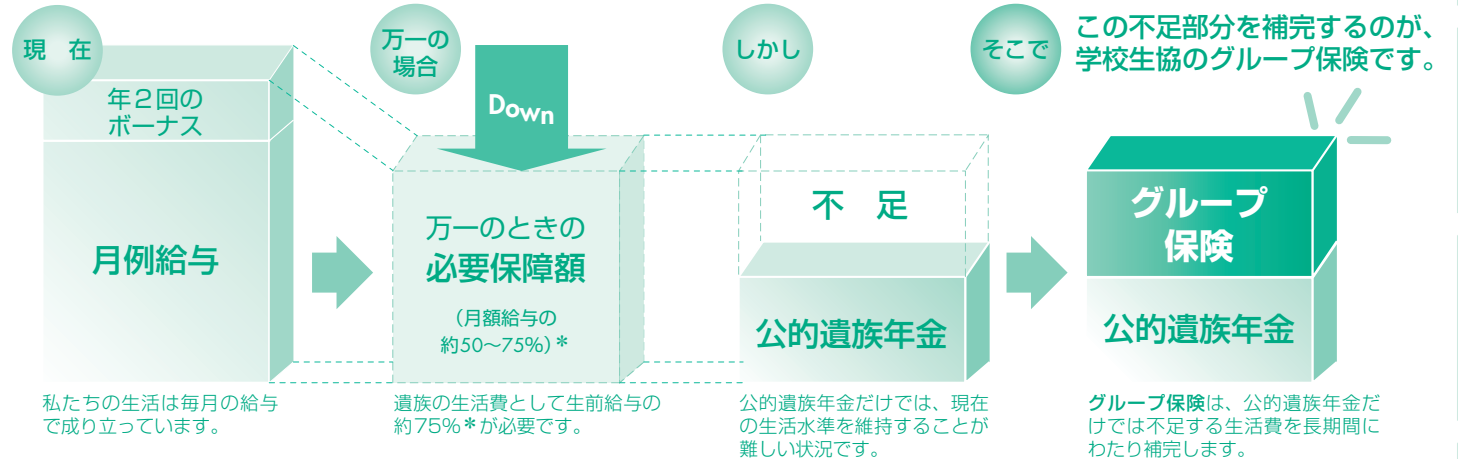 現 在
年2回の
ボーナス
月例給与
私たちの生活は毎月の給与
で成り立っています。
万一の
場合
Down
万一のときの
必要保障額
(月額給与の
約50〜75%)*
遺族の生活費として生前給与の
約75%*が必要です。
しかし
不 足
公的遺族年金
公的遺族年金だけでは、現在
の生活水準を維持することが
難しい状況です。
そこで
この不足部分を補完するのが、
学校生協のグループ保険です。
グループ
保険
公的遺族年金
グループ保険は、公的遺族年金だ
けでは不足する生活費を長期間に
わたり補完します。